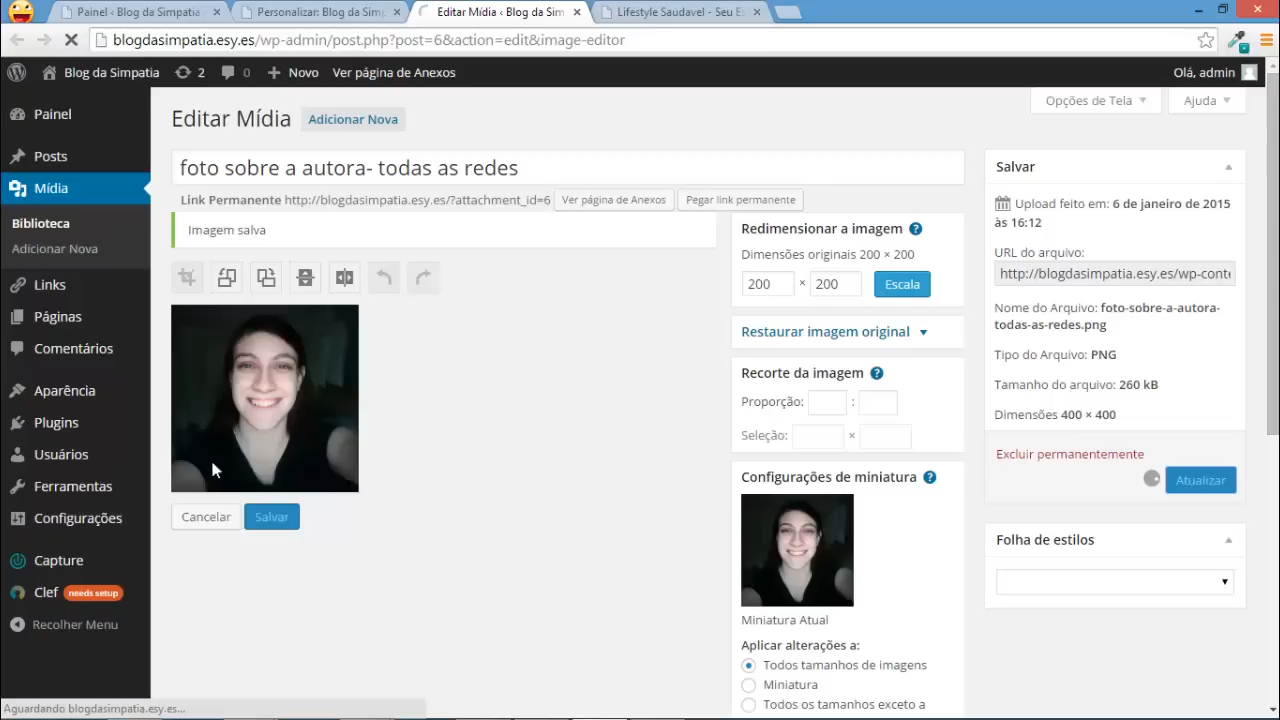 Painel ‹ Blog da Simpatia
Personalizar: Blog da Sim
Editar Mídia ‹ Blog da Sim
Lifestyle Saudavel - Seu Es
blogdasimpatia.esy.es/wp-admin/post.php?post=6&action=edit&image-editor
Blog da Simpatia 2 0 Novo Ver página de Anexos Olá, admin
Opções de Tela Ajuda
Painel
Posts
Mídia
Biblioteca
Adicionar Nova
Links
Páginas
Comentários
Aparência
Plugins
Usuários
Ferramentas
Configurações
Capture
Clef needs setup
Recolher Menu
Editar Mídia Adicionar Nova
foto sobre a autora- todas as redes
Link Permanente http://blogdasimpatia.esy.es/?attachment_id=6 Ver página de Anexos Pegar link permanente
Imagem salva
Cancelar Salvar
Redimensionar a imagem ?
Dimensões originais 200 × 200
200 × 200 Escala
Restaurar imagem original
Recorte da imagem ?
Proporção: :
Seleção: ×
Configurações de miniatura ?
Miniatura Atual
Aplicar alterações a:
Todos tamanhos de imagens
Miniatura
Todos os tamanhos exceto a
Salvar
Upload feito em: 6 de janeiro de 2015
às 16:12
URL do arquivo:
http://blogdasimpatia.esy.es/wp-conte
Nome do Arquivo: foto-sobre-a-autora-
todas-as-redes.png
Tipo do Arquivo: PNG
Tamanho do arquivo: 260 kB
Dimensões 400 × 400
Excluir permanentemente
Atualizar
Folha de estilos
Aguardando blogdasimpatia.esy.es...